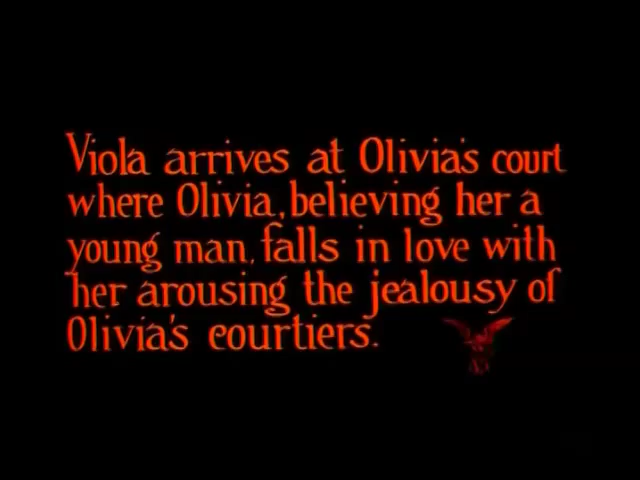 Viola arrives at Olivia's court
where Olivia, believing her a
young man, falls in love with
her arousing the jealousy of
Olivia's courtiers.